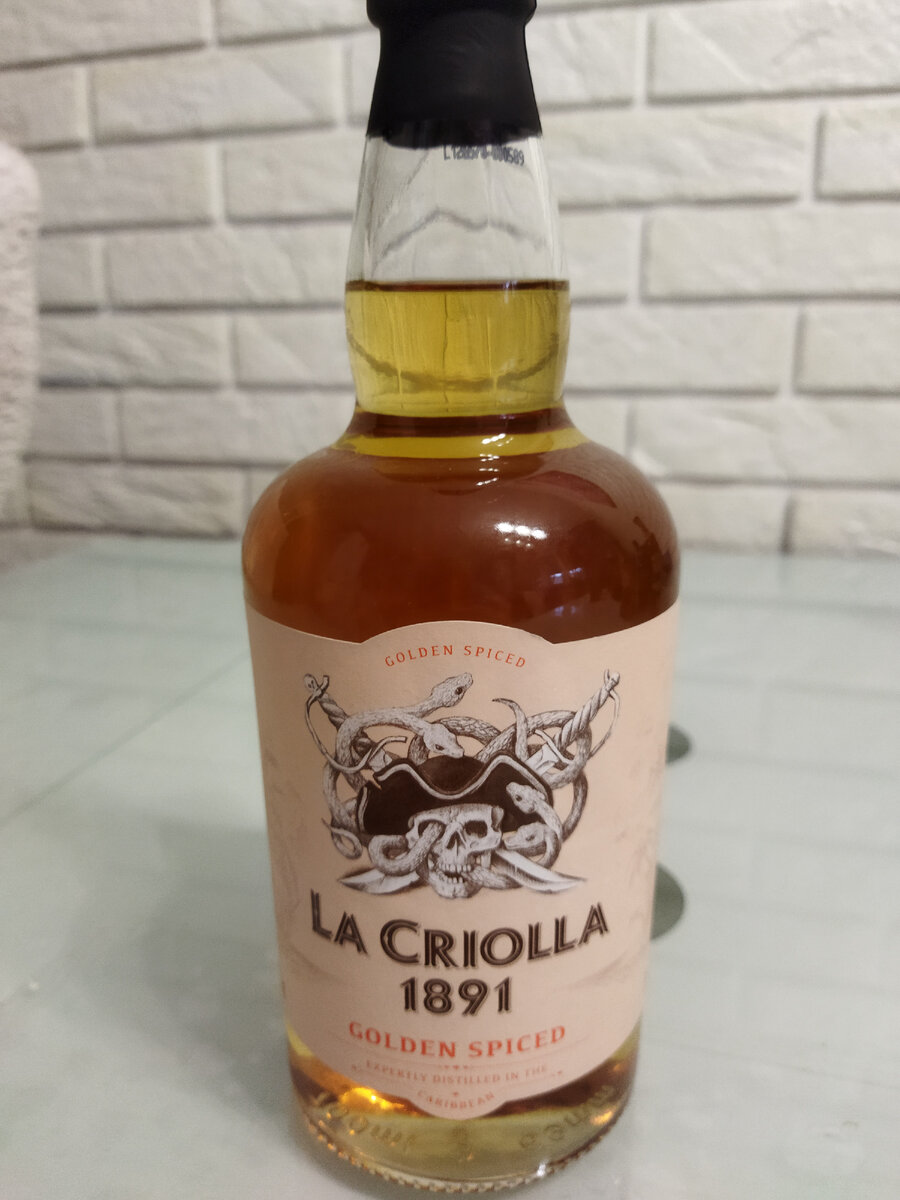 GOLDEN SPICED
LA CRIOLLA
1891
GOLDEN SPICED
EXPERTLY DISTILLED IN THE
CARIBBEAN